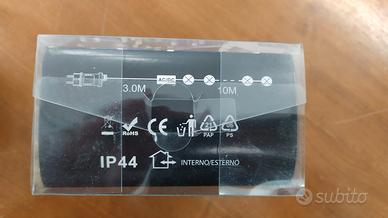 AC/DC
3.0M
10M
RoHS
CE
PAP
PS
IP44
INTERNO/ESTERNO
subito